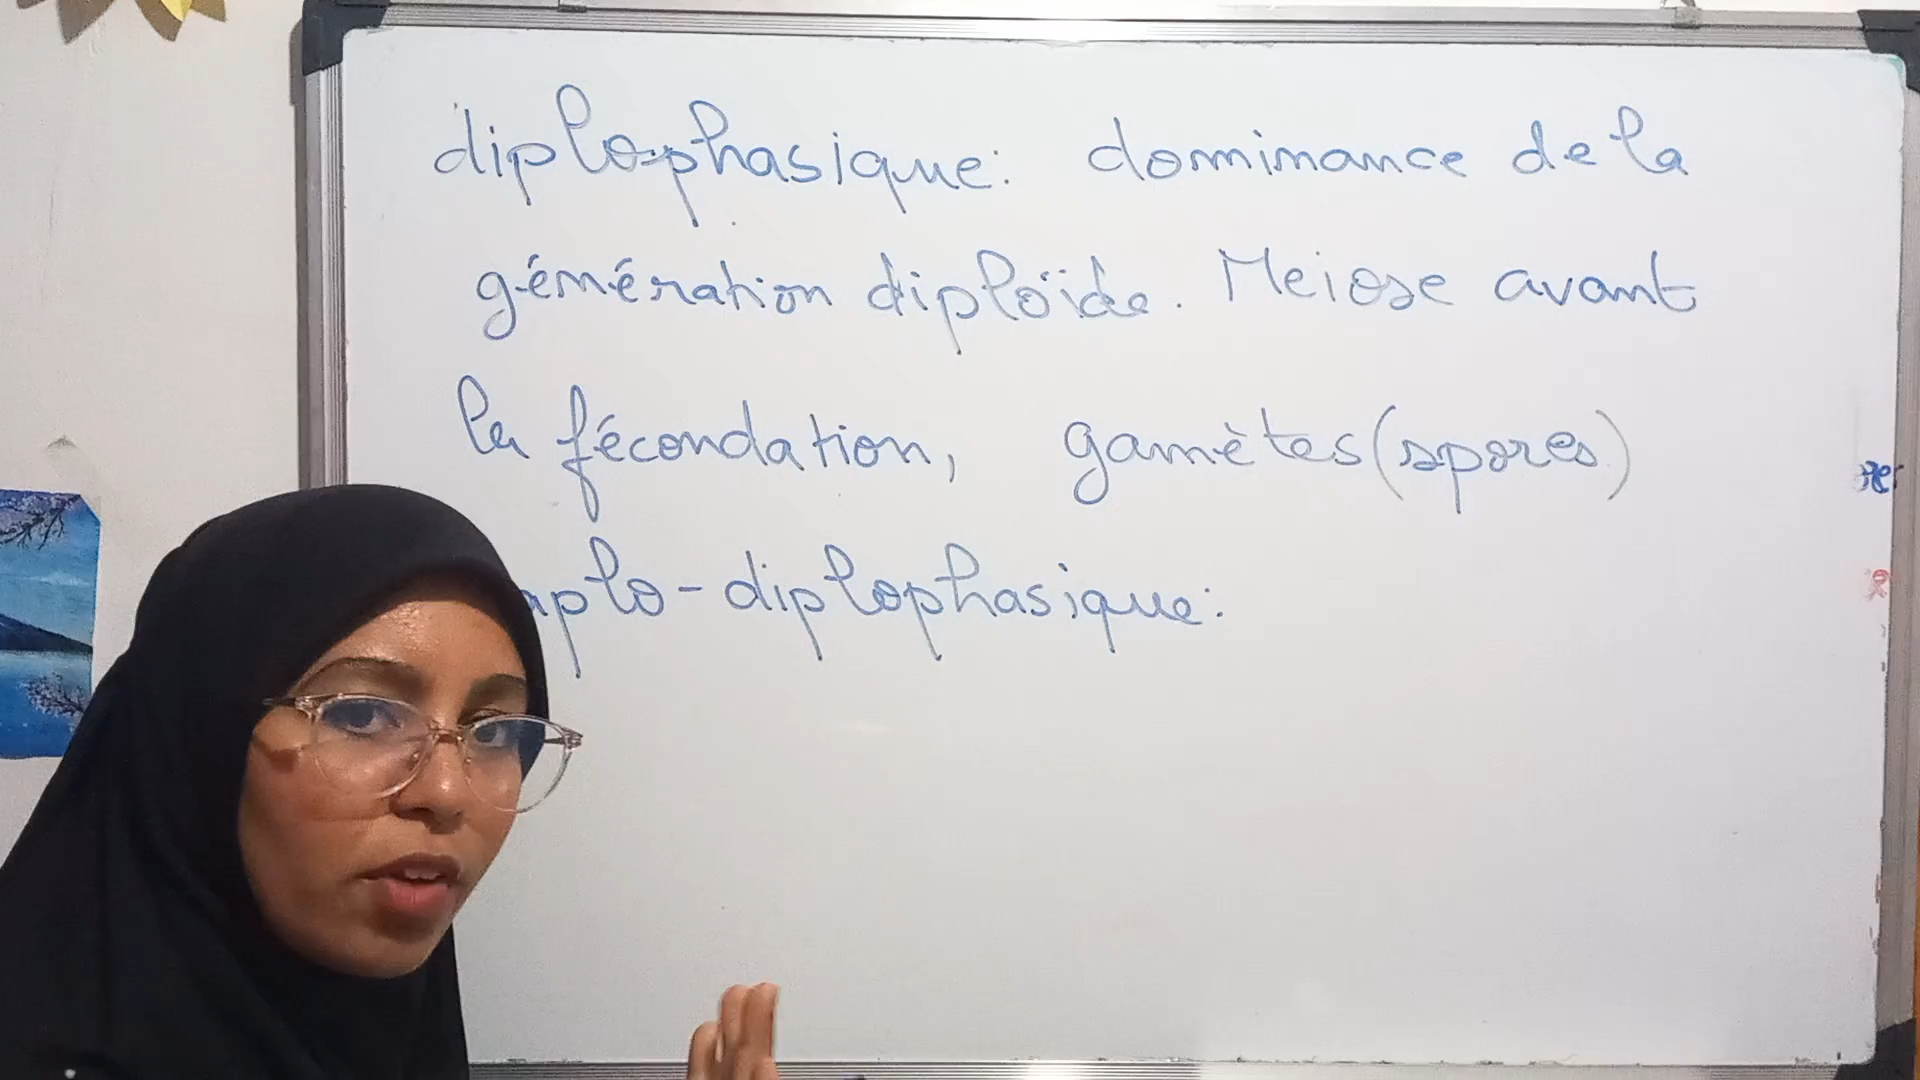 diplophasique: dominance de la
génération diploïde. Meiose avant
la fécondation, gamètes (spores)
aplo-diplophasique: